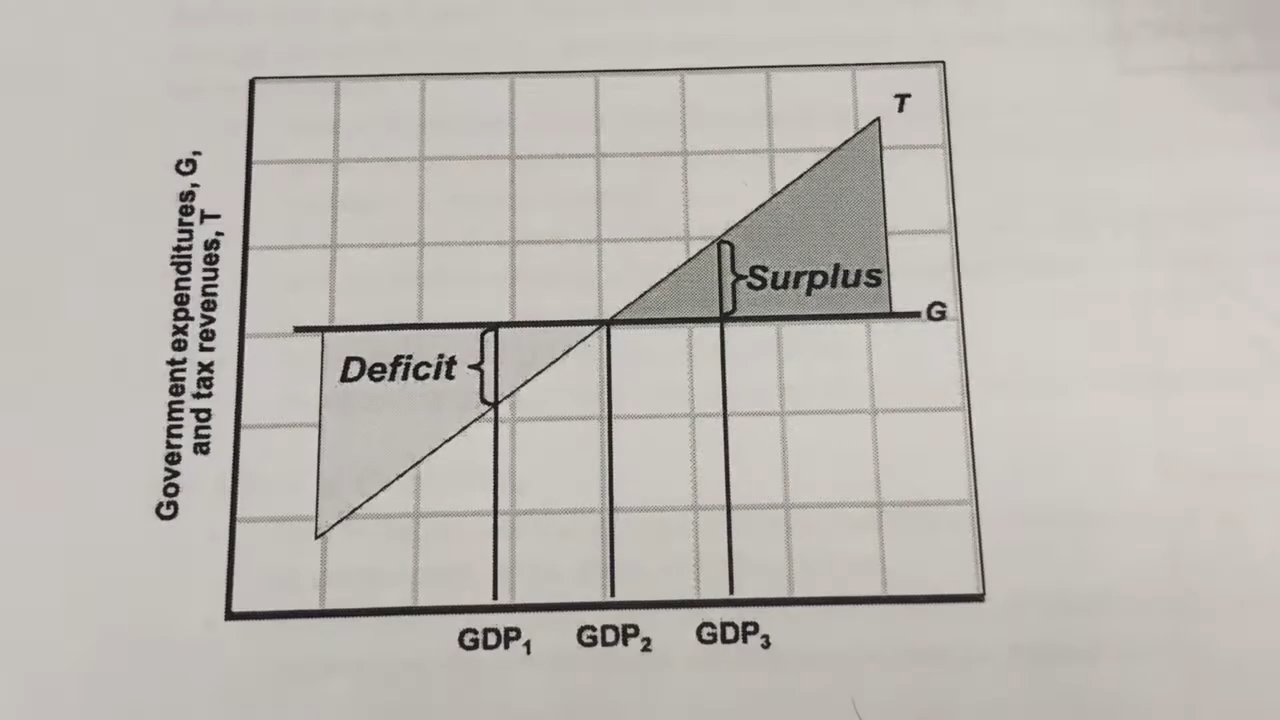 Government expenditures, G,
and tax revenues, T
T
Surplus
G
Deficit
GDP₁ GDP₂ GDP₃